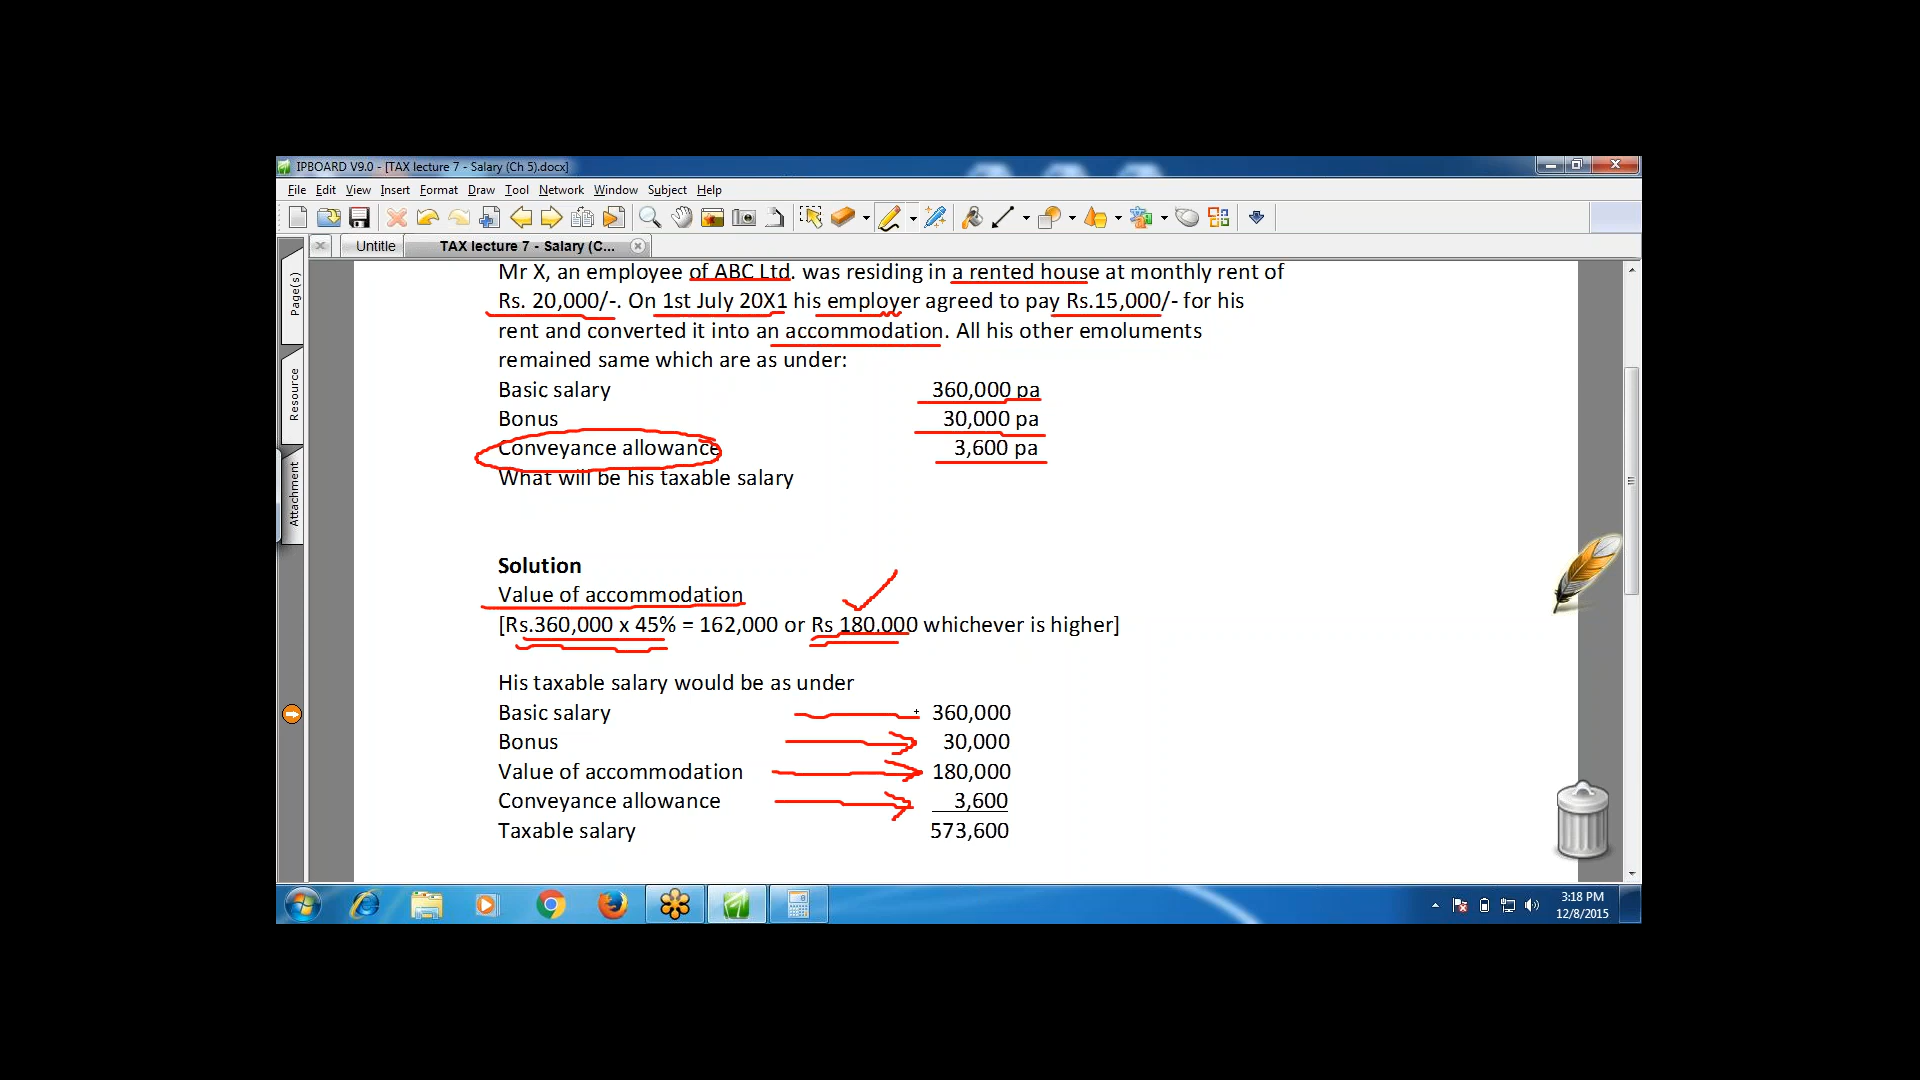 IPBOARD V9.0 - [TAX lecture 7 - Salary (Ch 5).docx]
File Edit View Insert Format Draw Tool Network Window Subject Help
Untitle TAX lecture 7 - Salary (C...
Page(s)
Resource
Attachment
Mr X, an employee of ABC Ltd. was residing in a rented house at monthly rent of
Rs. 20,000/-. On 1st July 20X1 his employer agreed to pay Rs.15,000/- for his
rent and converted it into an accommodation. All his other emoluments
remained same which are as under:
Basic salary 360,000 pa
Bonus 30,000 pa
Conveyance allowance 3,600 pa
What will be his taxable salary
Solution
Value of accommodation
[Rs.360,000 x 45% = 162,000 or Rs 180,000 whichever is higher]
His taxable salary would be as under
Basic salary 360,000
Bonus 30,000
Value of accommodation 180,000
Conveyance allowance 3,600
Taxable salary 573,600
3:18 PM
12/8/2015